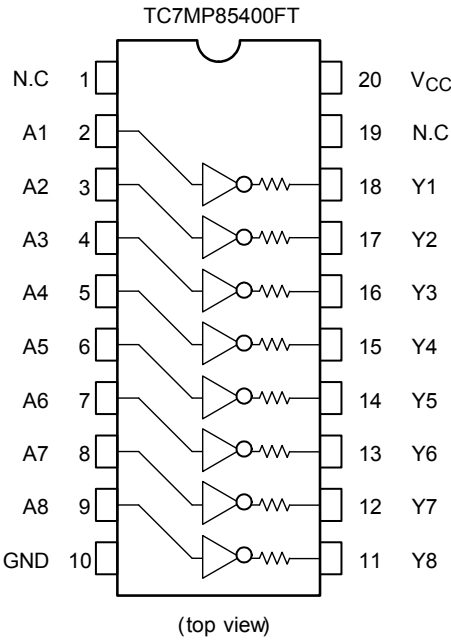 TC7MP85400FT
N.C 1 20 VCC
A1 2 19 N.C
A2 3 18 Y1
A3 4 17 Y2
A4 5 16 Y3
A5 6 15 Y4
A6 7 14 Y5
A7 8 13 Y6
A8 9 12 Y7
GND 10 11 Y8
(top view)